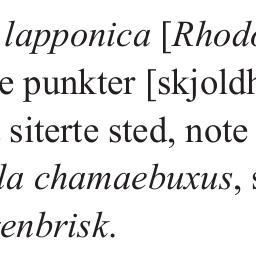 lapponica [Rhodo
e punkter [skjoldh
siterte sted, note
la chamaebuxus, s
enbrisk.